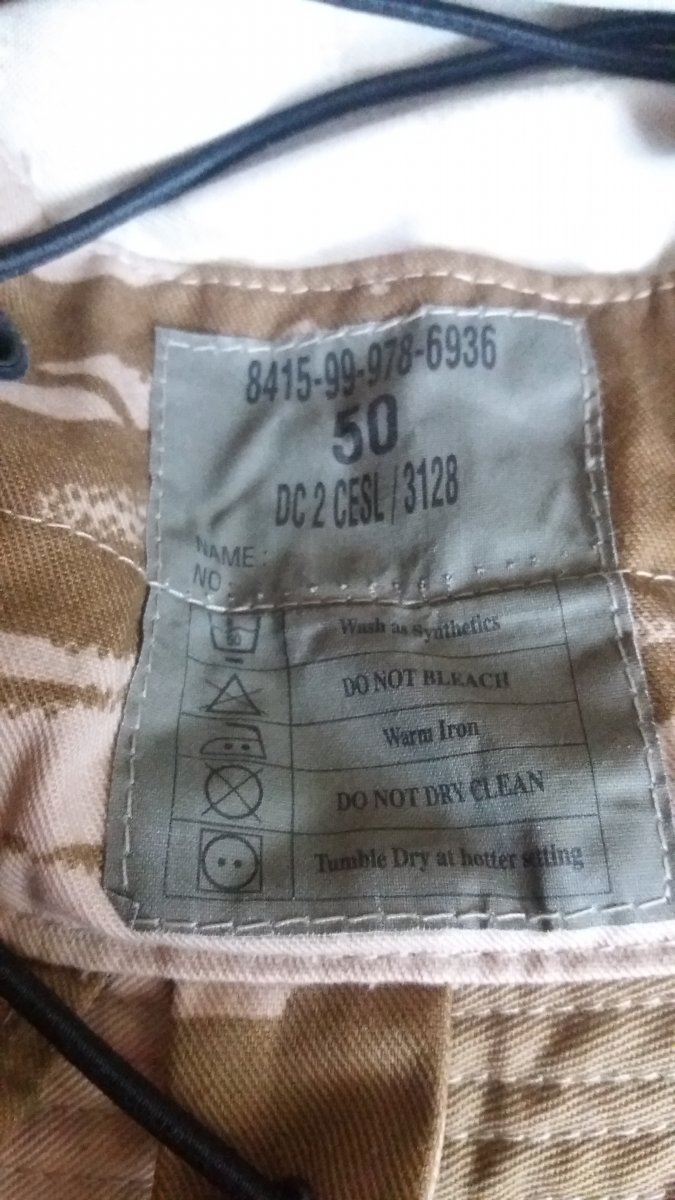 8415-99-978-6936
50
DC 2 CESL / 3128
NAME :
NO :
Wash as Synthetics
DO NOT BLEACH
Warm Iron
DO NOT DRY CLEAN
Tumble Dry at hotter setting